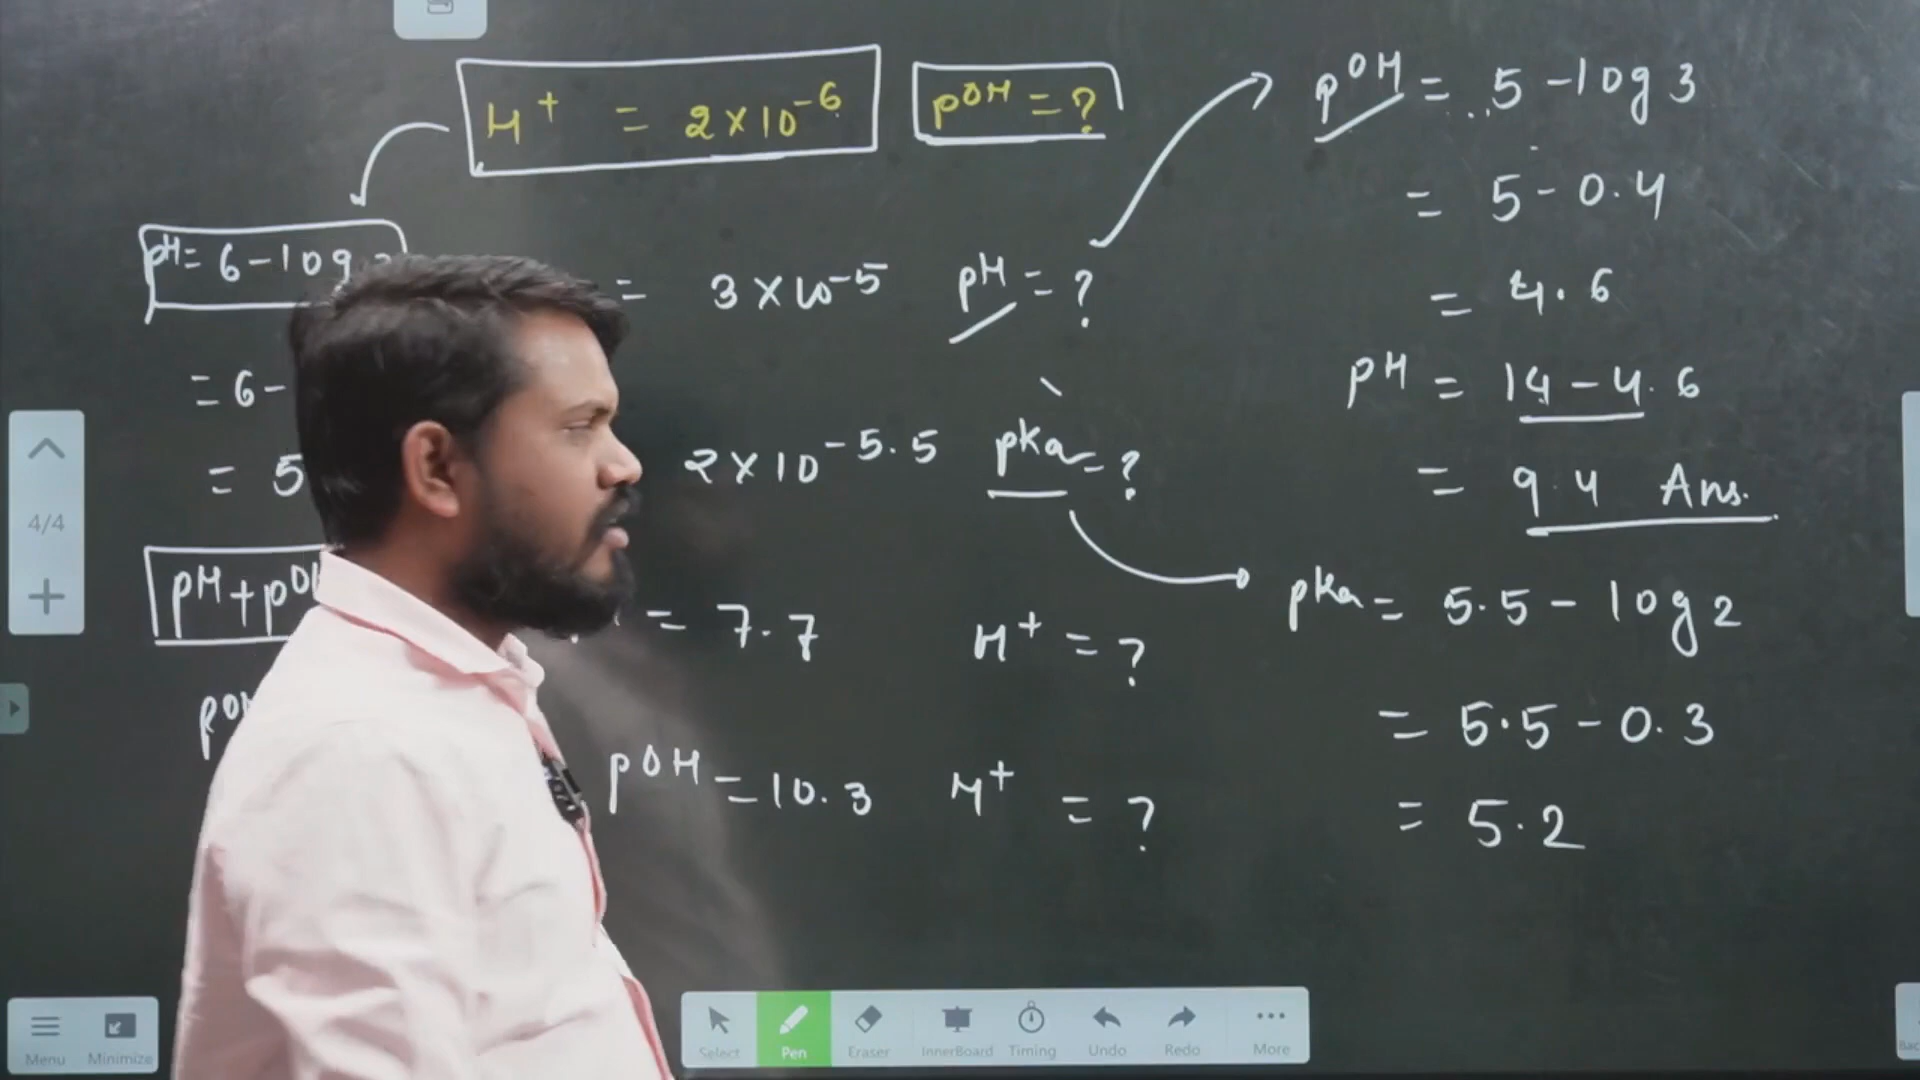 H+ = 2×10-6 pOH = ?
pH = 6 - log
= 6 -
= 5
pH + pOH
pOH
= 3×10-5 pH = ?
2×10-5.5 pKa = ?
= 7.7 H+ = ?
pOH = 10.3 H+ = ?
pOH = 5 - log 3
= 5 - 0.4
= 4.6
pH = 14 - 4.6
= 9.4 Ans.
pKa = 5.5 - log 2
= 5.5 - 0.3
= 5.2
4/4
Menu Minimize
Select Pen Eraser InnerBoard Timing Undo Redo More